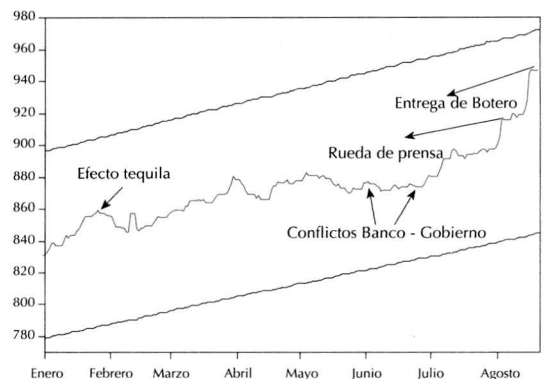 980
960
940
Entrega de Botero
920
900
Rueda de prensa
Efecto tequila
880
860
Conflictos Banco - Gobierno
840
820
800
780
Enero Febrero Marzo Abril Mayo Junio Julio Agosto